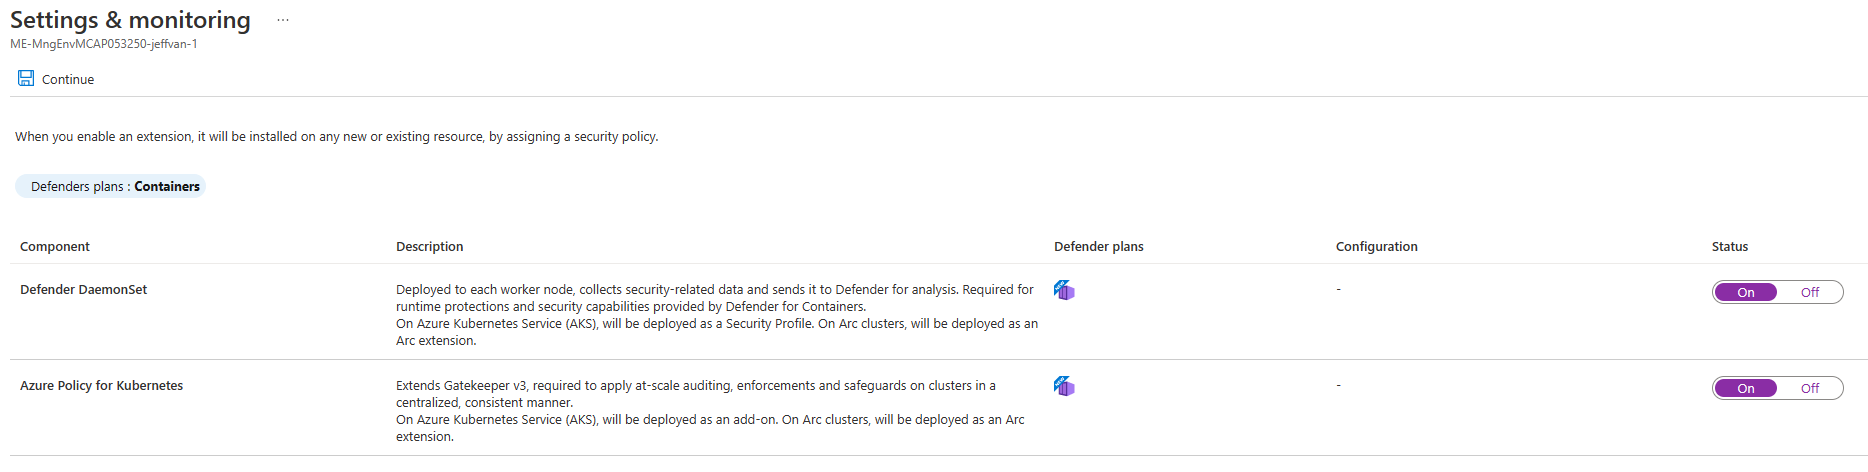 Settings & monitoring ...
ME-MngEnvMCAP053250-jeffvan-1
Continue
When you enable an extension, it will be installed on any new or existing resource, by assigning a security policy.
Defenders plans : Containers
Component Description Defender plans Configuration Status
Defender DaemonSet
Deployed to each worker node, collects security-related data and sends it to Defender for analysis. Required for
runtime protections and security capabilities provided by Defender for Containers.
On Azure Kubernetes Service (AKS), will be deployed as a Security Profile. On Arc clusters, will be deployed as an
Arc extension.
-
On Off
Azure Policy for Kubernetes
Extends Gatekeeper v3, required to apply at-scale auditing, enforcements and safeguards on clusters in a
centralized, consistent manner.
On Azure Kubernetes Service (AKS), will be deployed as an add-on. On Arc clusters, will be deployed as an Arc
extension.
-
On Off